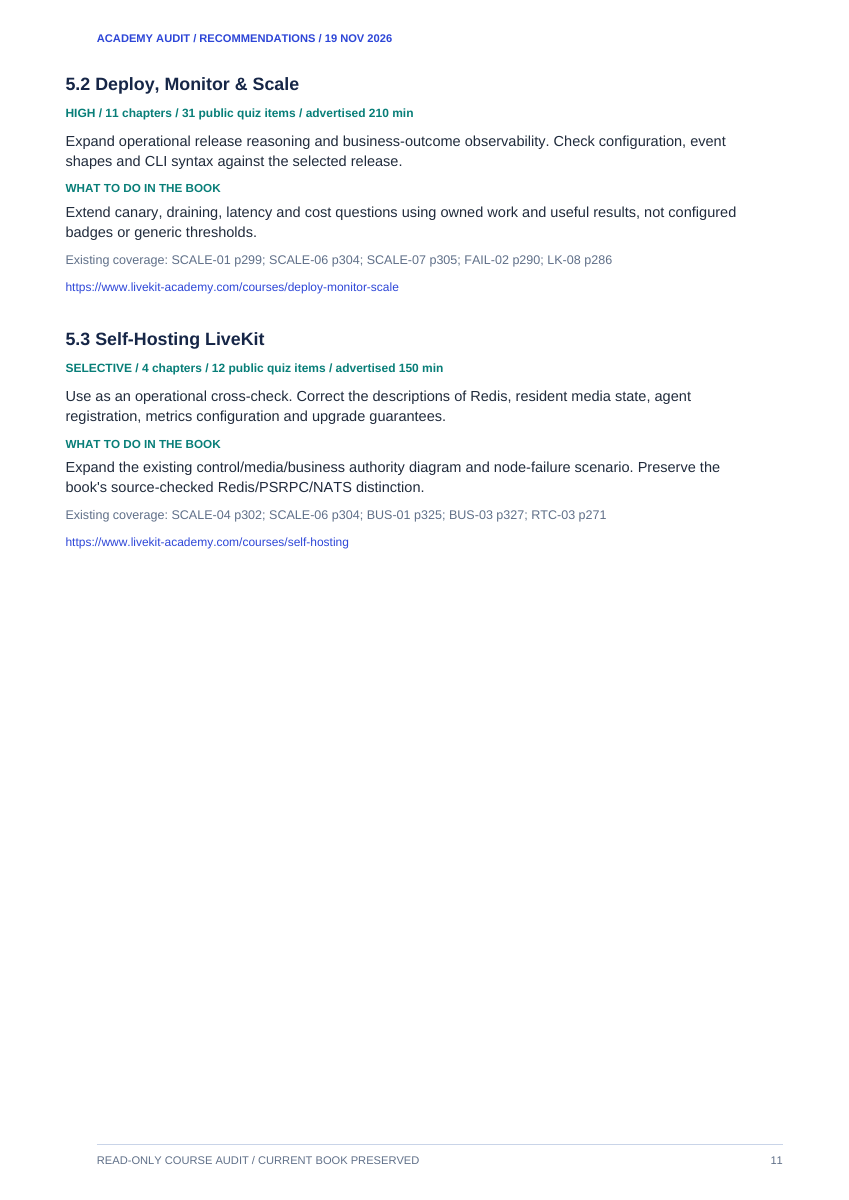 ACADEMY AUDIT / RECOMMENDATIONS / 19 NOV 2026
5.2 Deploy, Monitor & Scale
HIGH / 11 chapters / 31 public quiz items / advertised 210 min
Expand operational release reasoning and business-outcome observability. Check configuration, event
shapes and CLI syntax against the selected release.
WHAT TO DO IN THE BOOK
Extend canary, draining, latency and cost questions using owned work and useful results, not configured
badges or generic thresholds.
Existing coverage: SCALE-01 p299; SCALE-06 p304; SCALE-07 p305; FAIL-02 p290; LK-08 p286
https://www.livekit-academy.com/courses/deploy-monitor-scale
5.3 Self-Hosting LiveKit
SELECTIVE / 4 chapters / 12 public quiz items / advertised 150 min
Use as an operational cross-check. Correct the descriptions of Redis, resident media state, agent
registration, metrics configuration and upgrade guarantees.
WHAT TO DO IN THE BOOK
Expand the existing control/media/business authority diagram and node-failure scenario. Preserve the
book's source-checked Redis/PSRPC/NATS distinction.
Existing coverage: SCALE-04 p302; SCALE-06 p304; BUS-01 p325; BUS-03 p327; RTC-03 p271
https://www.livekit-academy.com/courses/self-hosting
READ-ONLY COURSE AUDIT / CURRENT BOOK PRESERVED
11